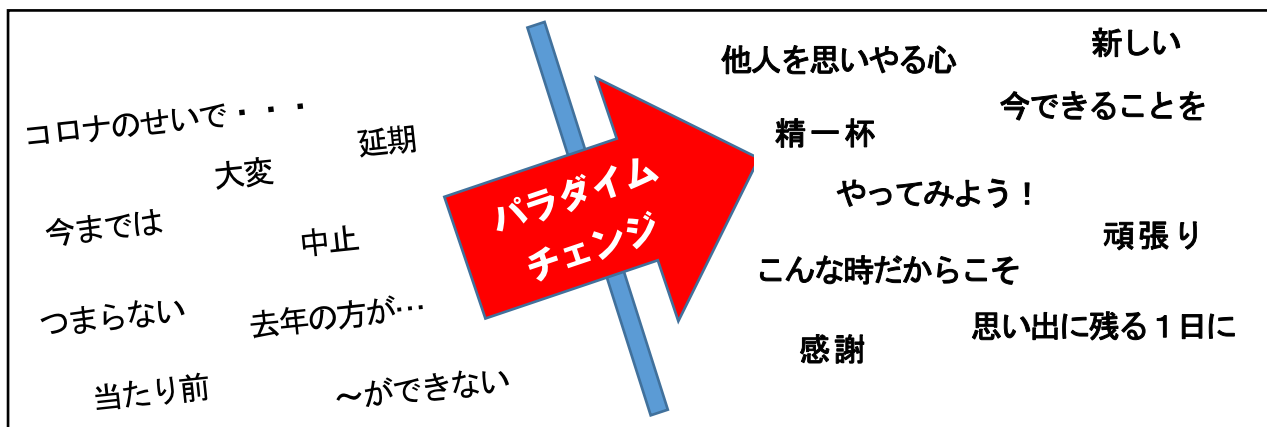 コロナのせいで・・・
延期
大変
今までは
中止
つまらない
去年の方が…
当たり前
～ができない
パラダイム
チェンジ
他人を思いやる心
新しい
今できることを
精一杯
やってみよう！
頑張り
こんな時だからこそ
思い出に残る１日に
感謝